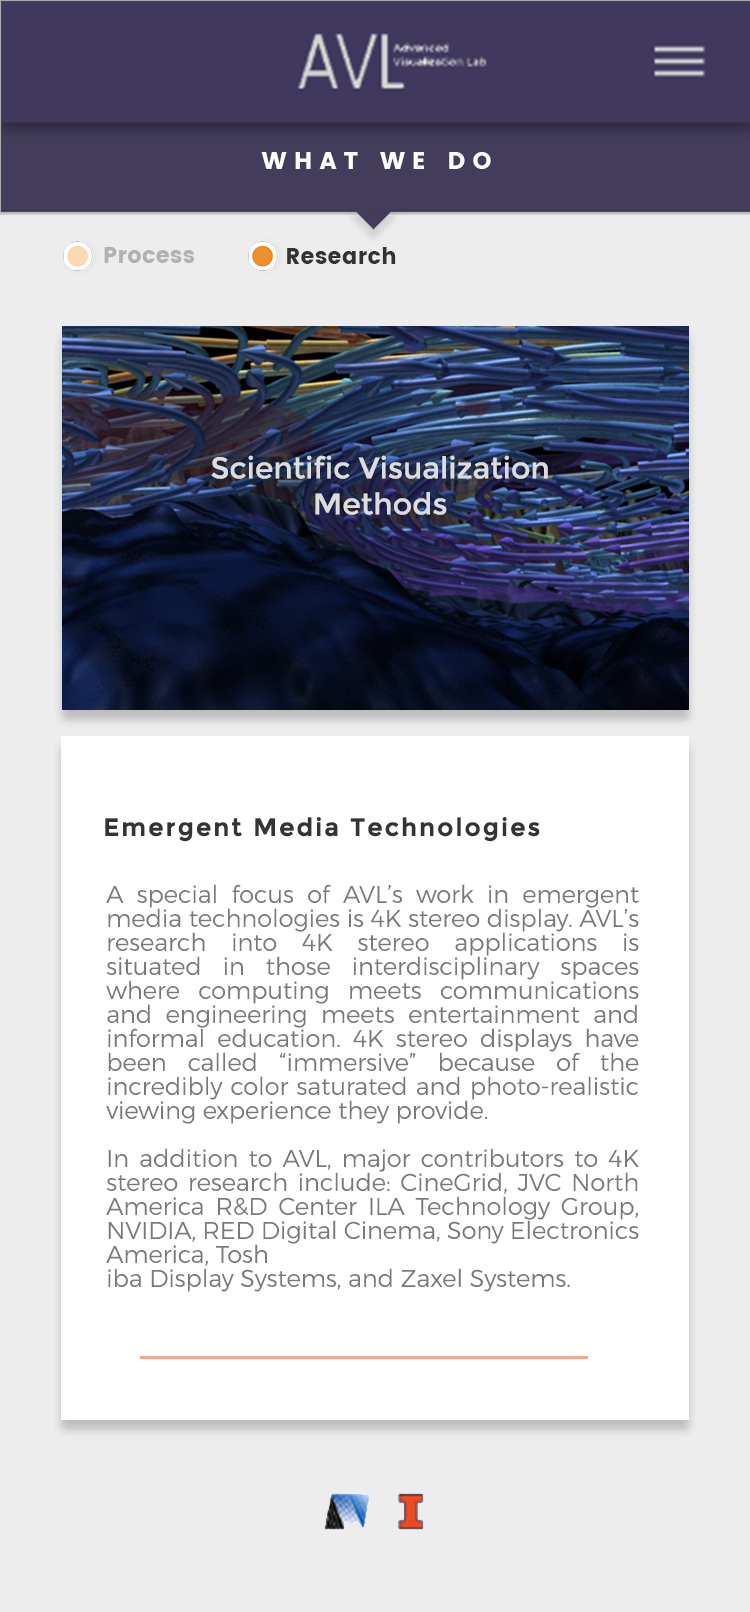 AVL Advanced
Visualization Lab
WHAT WE DO
Process Research
Scientific Visualization
Methods
Emergent Media Technologies
A special focus of AVL’s work in emergent
media technologies is 4K stereo display. AVL’s
research into 4K stereo applications is
situated in those interdisciplinary spaces
where computing meets communications
and engineering meets entertainment and
informal education. 4K stereo displays have
been called “immersive” because of the
incredibly color saturated and photo-realistic
viewing experience they provide.
In addition to AVL, major contributors to 4K
stereo research include: CineGrid, JVC North
America R&D Center ILA Technology Group,
NVIDIA, RED Digital Cinema, Sony Electronics
America, Tosh
iba Display Systems, and Zaxel Systems.
I